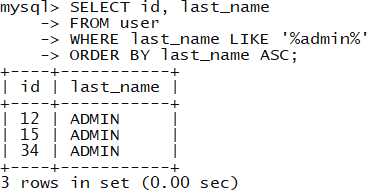 mysql> SELECT id, last_name
    -> FROM user
    -> WHERE last_name LIKE '%admin%'
    -> ORDER BY last_name ASC;
+----+-----------+
| id | last_name |
+----+-----------+
| 12 | ADMIN     |
| 15 | ADMIN     |
| 34 | ADMIN     |
+----+-----------+
3 rows in set (0.00 sec)